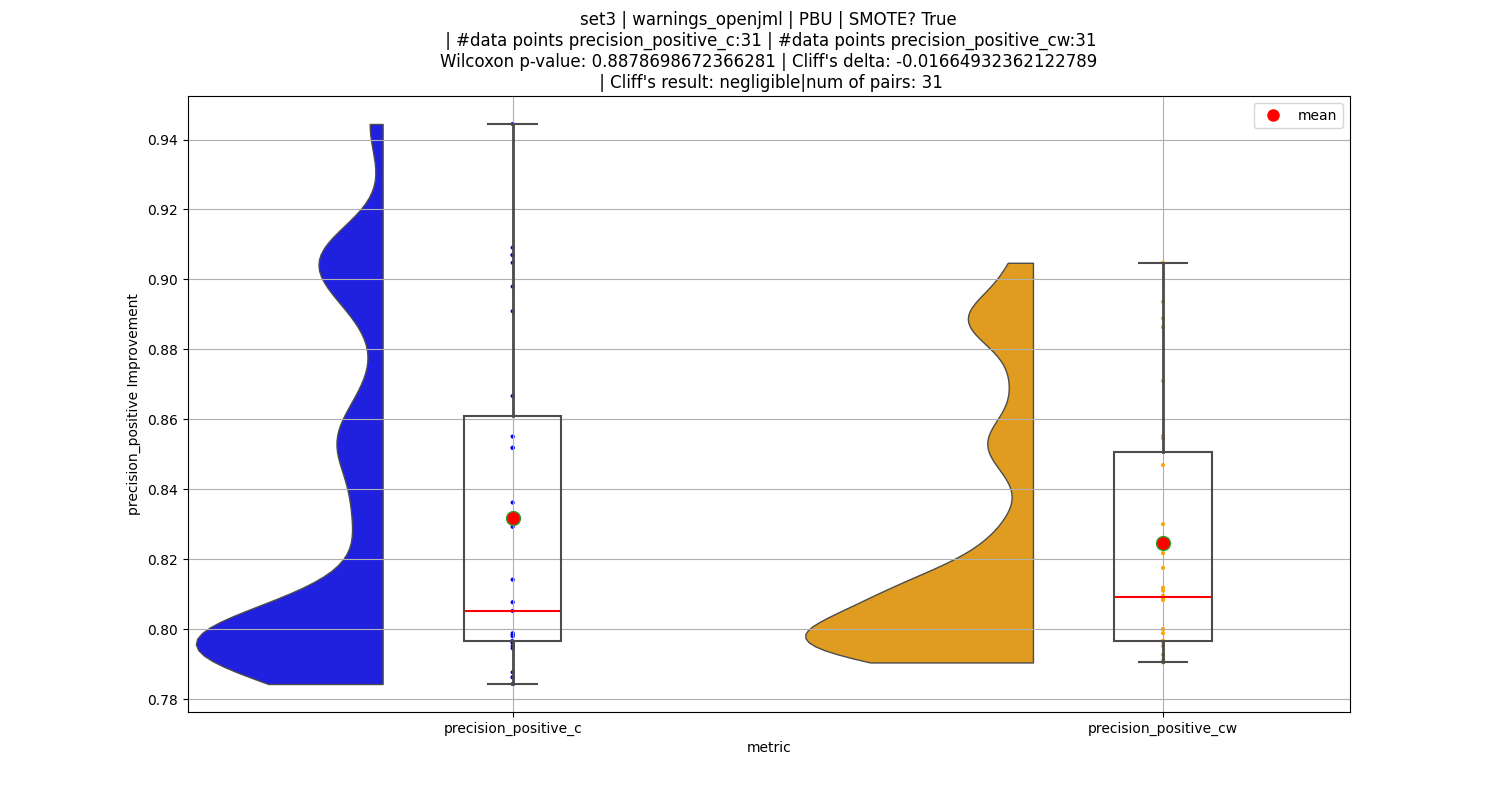 set3 | warnings_openjml | PBU | SMOTE? True
| #data points precision_positive_c:31 | #data points precision_positive_cw:31
Wilcoxon p-value: 0.8878698672366281 | Cliff's delta: -0.01664932362122789
| Cliff's result: negligible|num of pairs: 31
mean
0.94
0.92
0.90
0.88
0.86
0.84
0.82
0.80
0.78
precision_positive Improvement
precision_positive_c
precision_positive_cw
metric